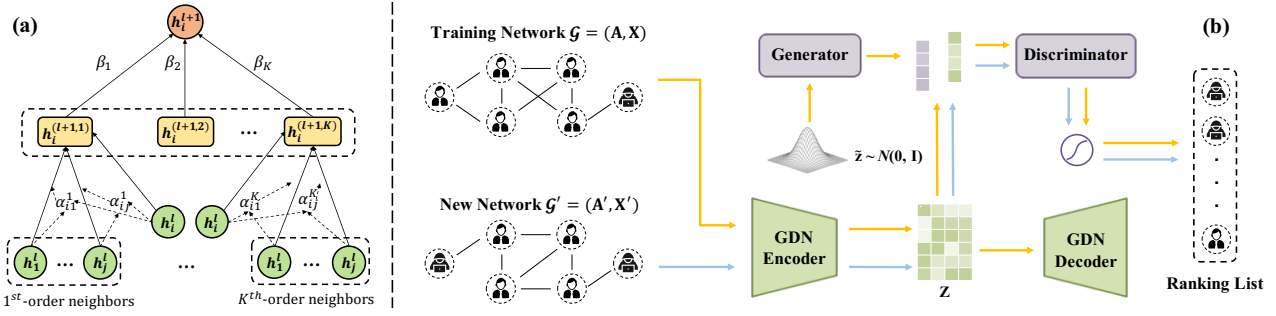 (a)
h_i^{l+1}
β_1
β_2
β_K
h_i^{(l+1,1)}
h_i^{(l+1,2)}
...
h_i^{(l+1,K)}
α_{i1}^1
α_{ij}^1
α_{i1}^K
α_{ij}^K
h_i^l
h_i^l
h_1^l
...
h_j^l
...
h_1^l
...
h_j^l
1^{st}-order neighbors
K^{th}-order neighbors
(b)
Training Network 𝒢 = (A, X)
Generator
Discriminator
z̃ ~ N(0, I)
New Network 𝒢′ = (A′, X′)
GDN
Encoder
Z
GDN
Decoder
Ranking List